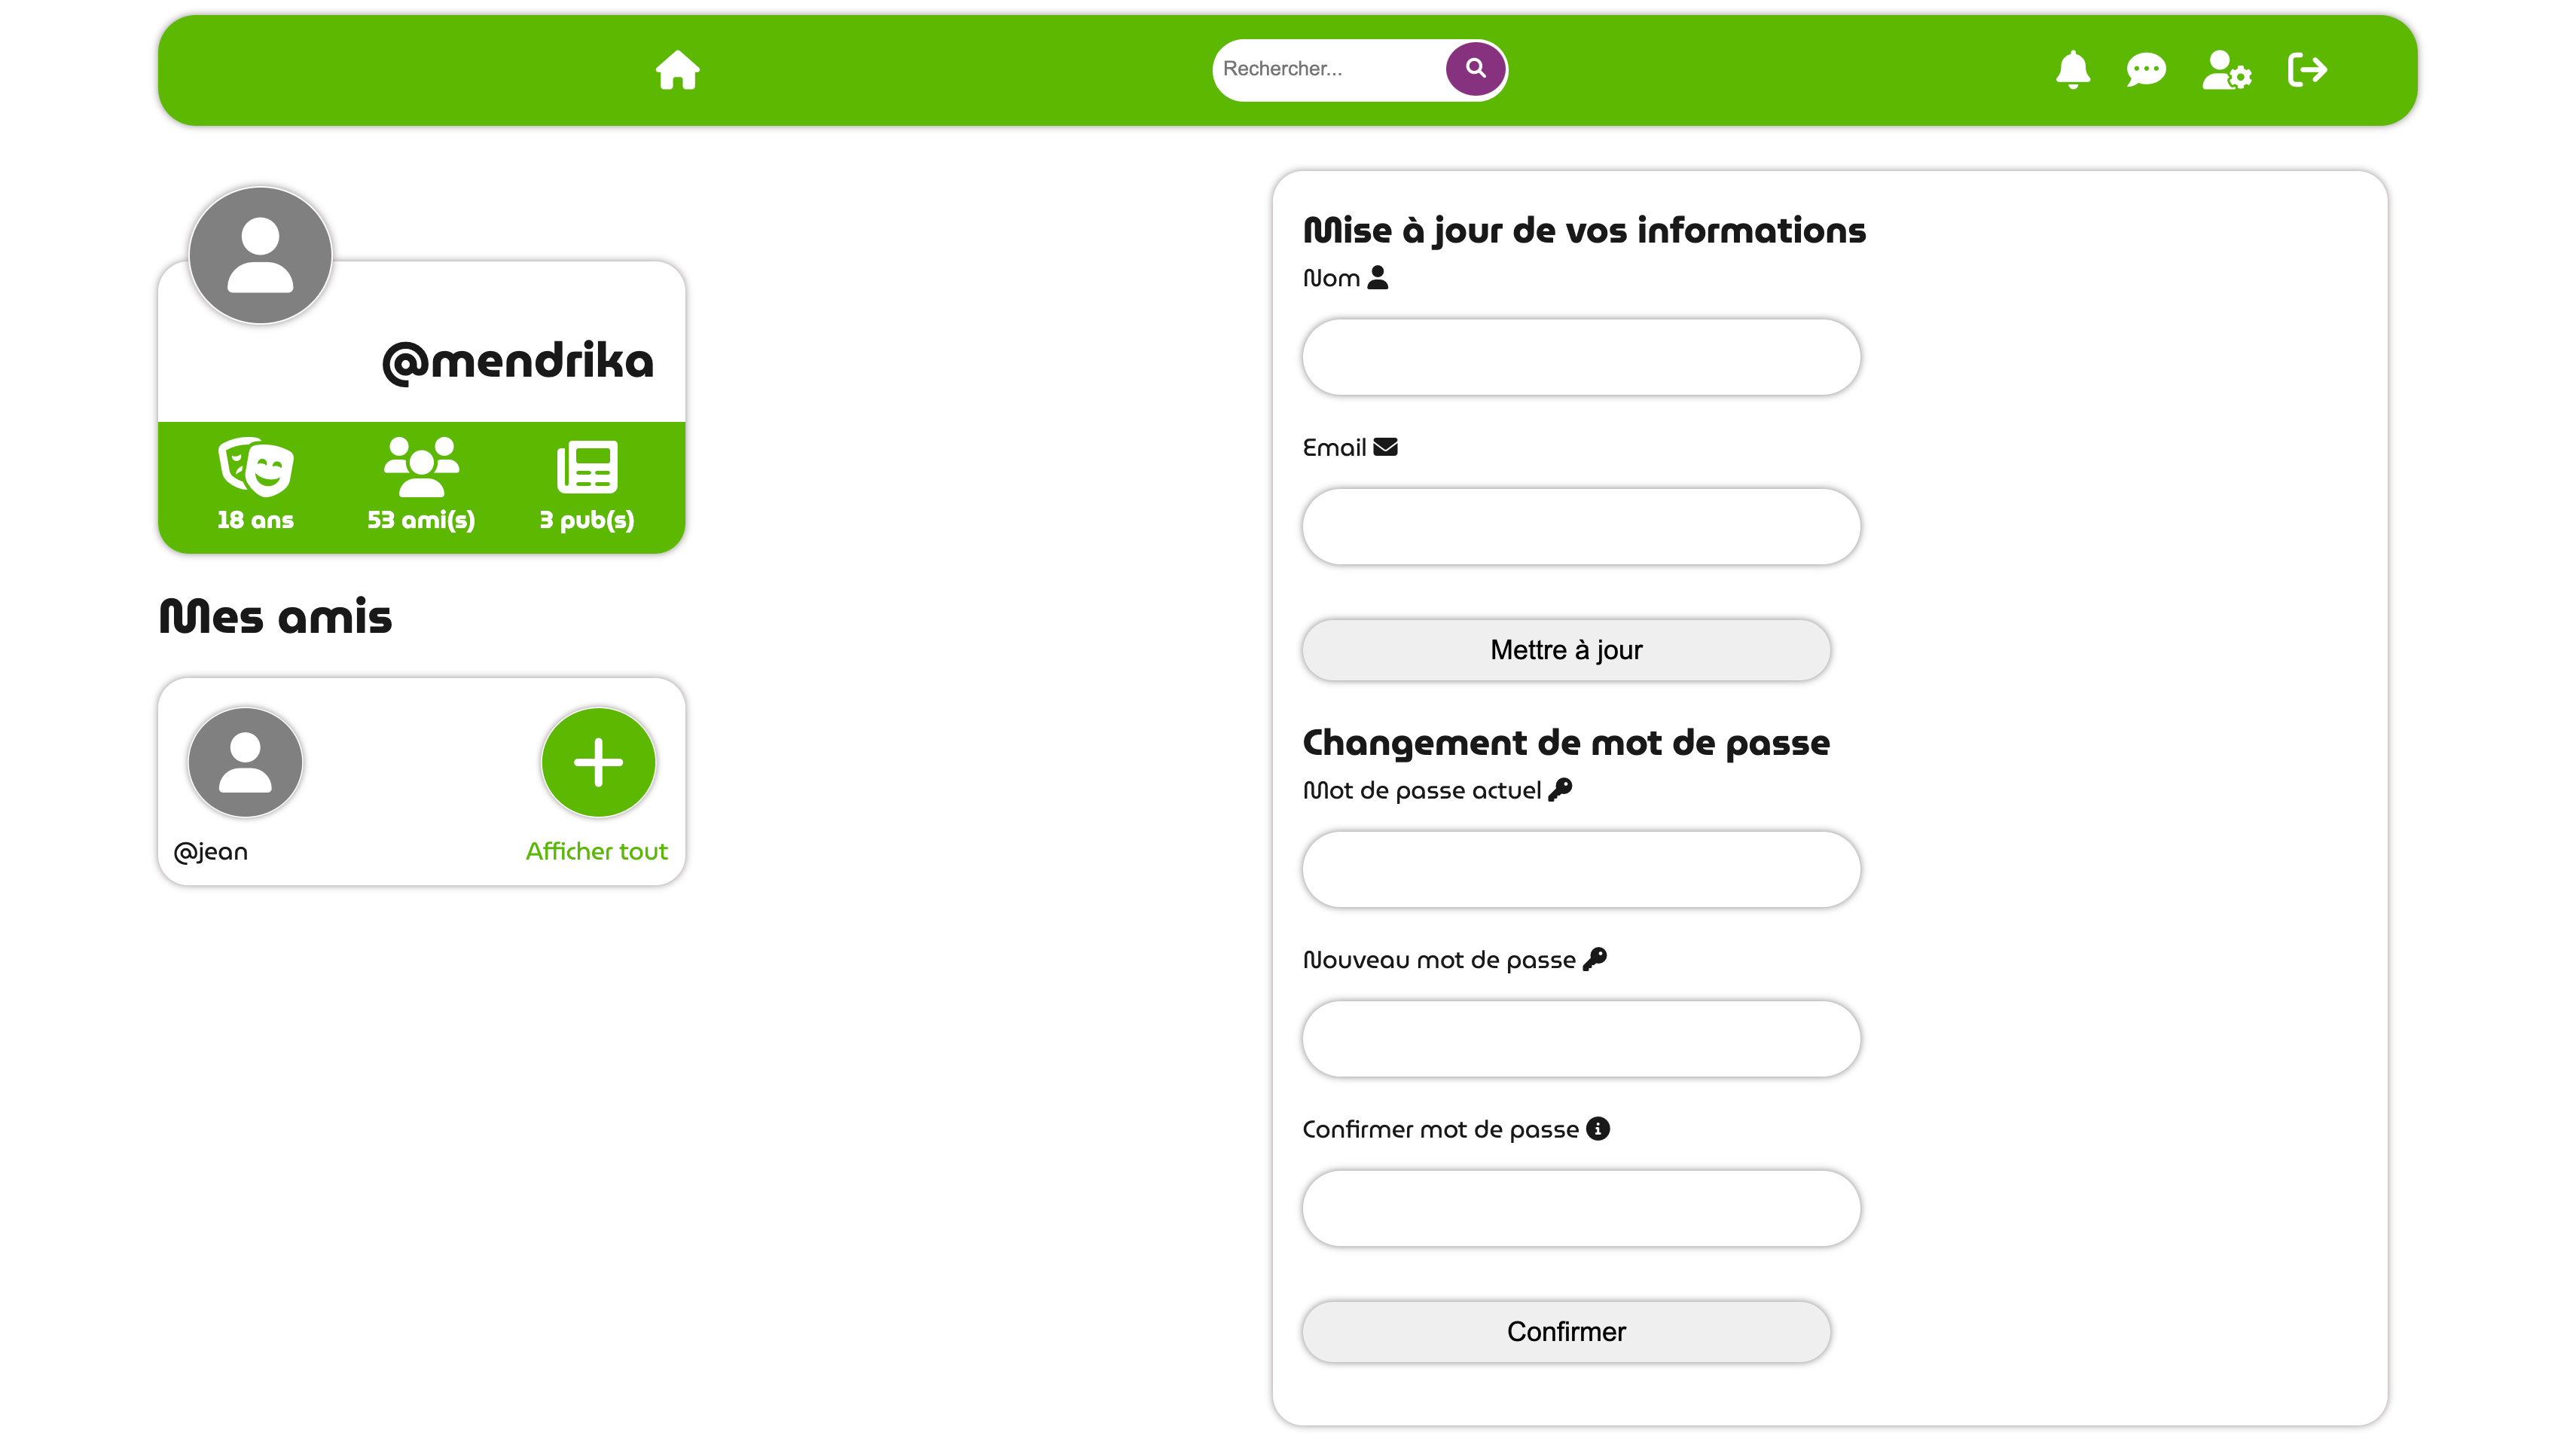 Rechercher...
@mendrika
18 ans
53 ami(s)
3 pub(s)
Mes amis
@jean
Afficher tout
Mise à jour de vos informations
Nom
Email
Mettre à jour
Changement de mot de passe
Mot de passe actuel
Nouveau mot de passe
Confirmer mot de passe
Confirmer